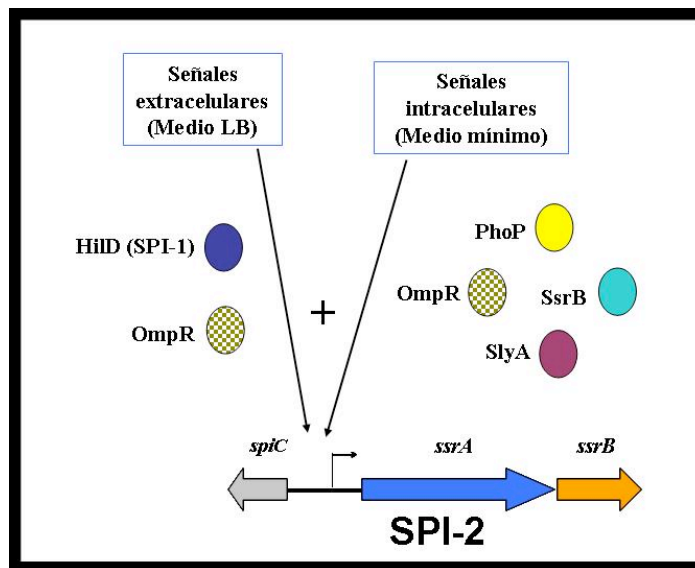 Señales
extracelulares
(Medio LB)
Señales
intracelulares
(Medio mínimo)
HilD (SPI-1)
OmpR
+
PhoP
OmpR
SsrB
SlyA
spiC
ssrA
ssrB
SPI-2